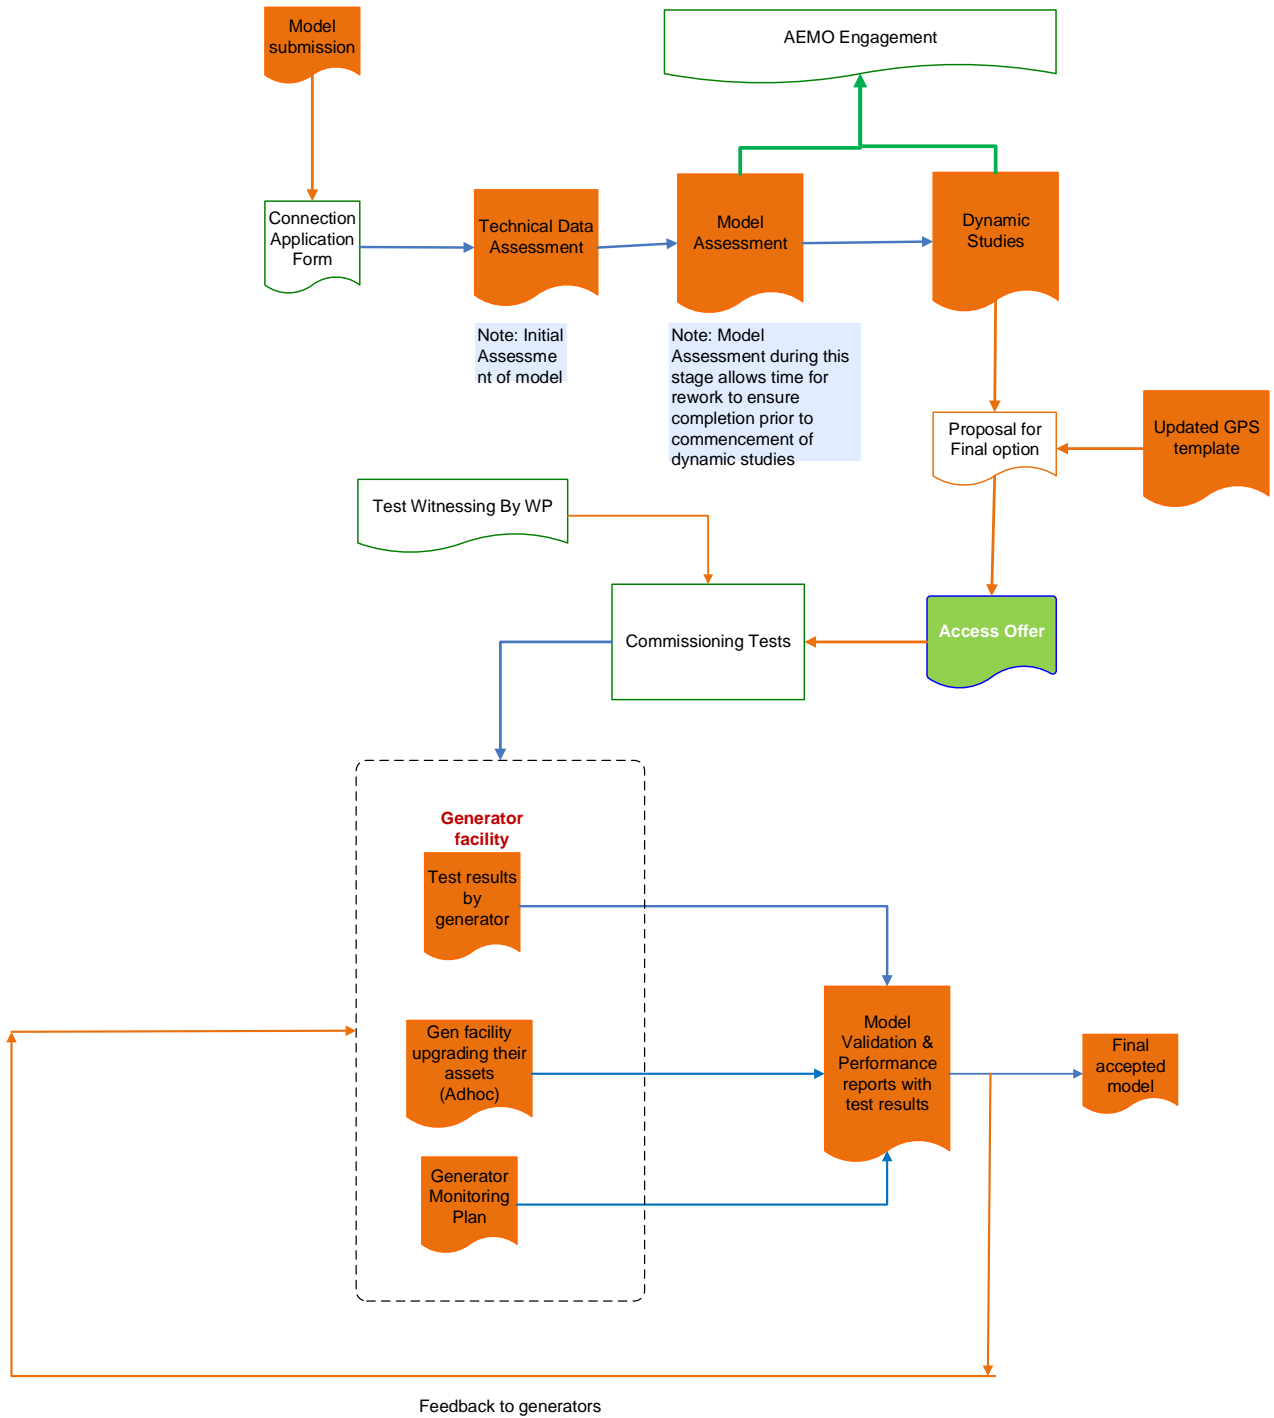 Model
submission
AEMO Engagement
Connection
Application
Form
Technical Data
Assessment
Model
Assessment
Dynamic
Studies
Note: Initial
Assessme
nt of model
Note: Model
Assessment during this
stage allows time for
rework to ensure
completion prior to
commencement of
dynamic studies
Proposal for
Final option
Updated GPS
template
Test Witnessing By WP
Commissioning Tests
Access Offer
Generator
facility
Test results
by
generator
Gen facility
upgrading their
assets
(Adhoc)
Generator
Monitoring
Plan
Model
Validation &
Performance
reports with
test results
Final
accepted
model
Feedback to generators